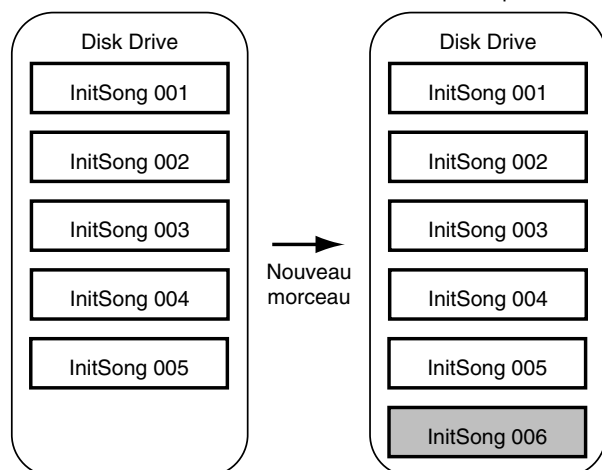 Disk Drive
InitSong 001
InitSong 002
InitSong 003
InitSong 004
InitSong 005
Nouveau
morceau
Disk Drive
InitSong 001
InitSong 002
InitSong 003
InitSong 004
InitSong 005
InitSong 006